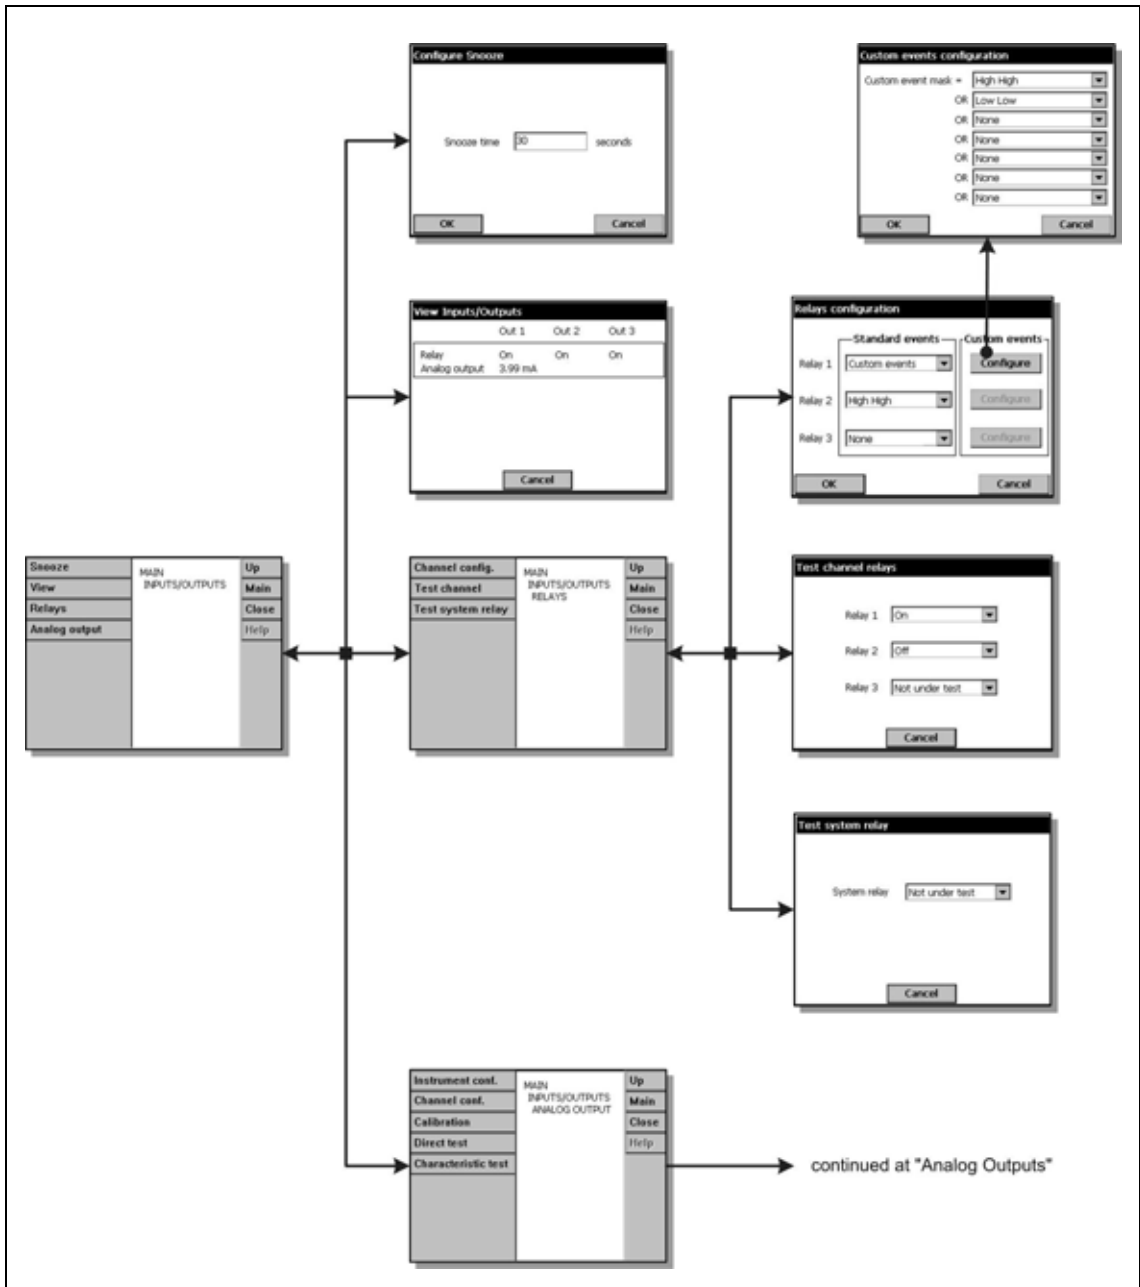 Configure Snooze
Snooze time 30 seconds
OK Cancel
Custom events configuration
Custom event mask = High High
OR Low Low
OR None
OR None
OR None
OR None
OR None
OK Cancel
View Inputs/Outputs
Out 1 Out 2 Out 3
Relay On On On
Analog output 3.99 mA
Cancel
Relays configuration
Standard events Custom events
Relay 1 Custom events Configure
Relay 2 High High Configure
Relay 3 None Configure
OK Cancel
Snooze
View
Relays
Analog output
MAIN
INPUTS/OUTPUTS
Up
Main
Close
Help
Channel config.
Test channel
Test system relay
MAIN
INPUTS/OUTPUTS
RELAYS
Up
Main
Close
Help
Test channel relays
Relay 1 On
Relay 2 Off
Relay 3 Not under test
Cancel
Test system relay
System relay Not under test
Cancel
Instrument conf.
Channel conf.
Calibration
Direct test
Characteristic test
MAIN
INPUTS/OUTPUTS
ANALOG OUTPUT
Up
Main
Close
Help
continued at "Analog Outputs"